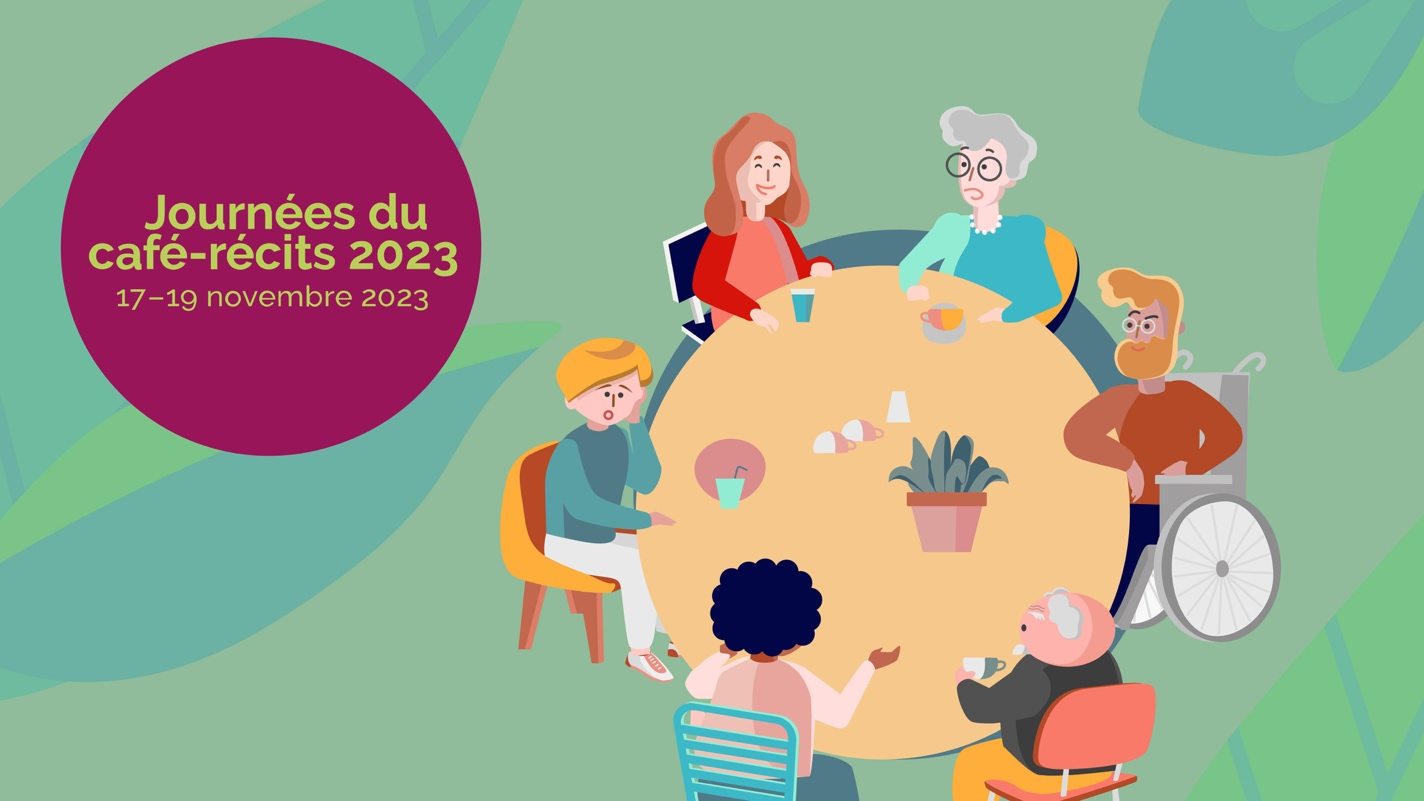 Journées du
café-récits 2023
17–19 novembre 2023